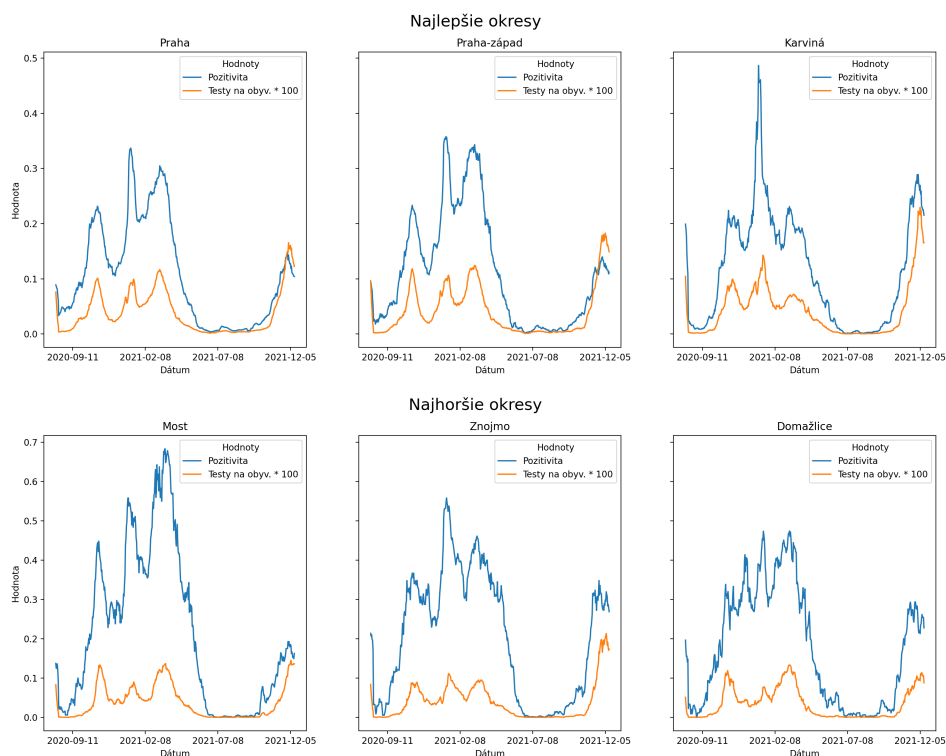 Najlepšie okresy
Praha
Praha-západ
Karviná
Hodnoty
Pozitivita
Testy na obyv. * 100
Hodnoty
Pozitivita
Testy na obyv. * 100
Hodnoty
Pozitivita
Testy na obyv. * 100
0.5
0.4
0.3
0.2
0.1
0.0
Hodnota
2020-09-11 2021-02-08 2021-07-08 2021-12-05
2020-09-11 2021-02-08 2021-07-08 2021-12-05
2020-09-11 2021-02-08 2021-07-08 2021-12-05
Dátum
Dátum
Dátum
Najhoršie okresy
Most
Znojmo
Domažlice
Hodnoty
Pozitivita
Testy na obyv. * 100
Hodnoty
Pozitivita
Testy na obyv. * 100
Hodnoty
Pozitivita
Testy na obyv. * 100
0.7
0.6
0.5
0.4
0.3
0.2
0.1
0.0
Hodnota
2020-09-11 2021-02-08 2021-07-08 2021-12-05
2020-09-11 2021-02-08 2021-07-08 2021-12-05
2020-09-11 2021-02-08 2021-07-08 2021-12-05
Dátum
Dátum
Dátum